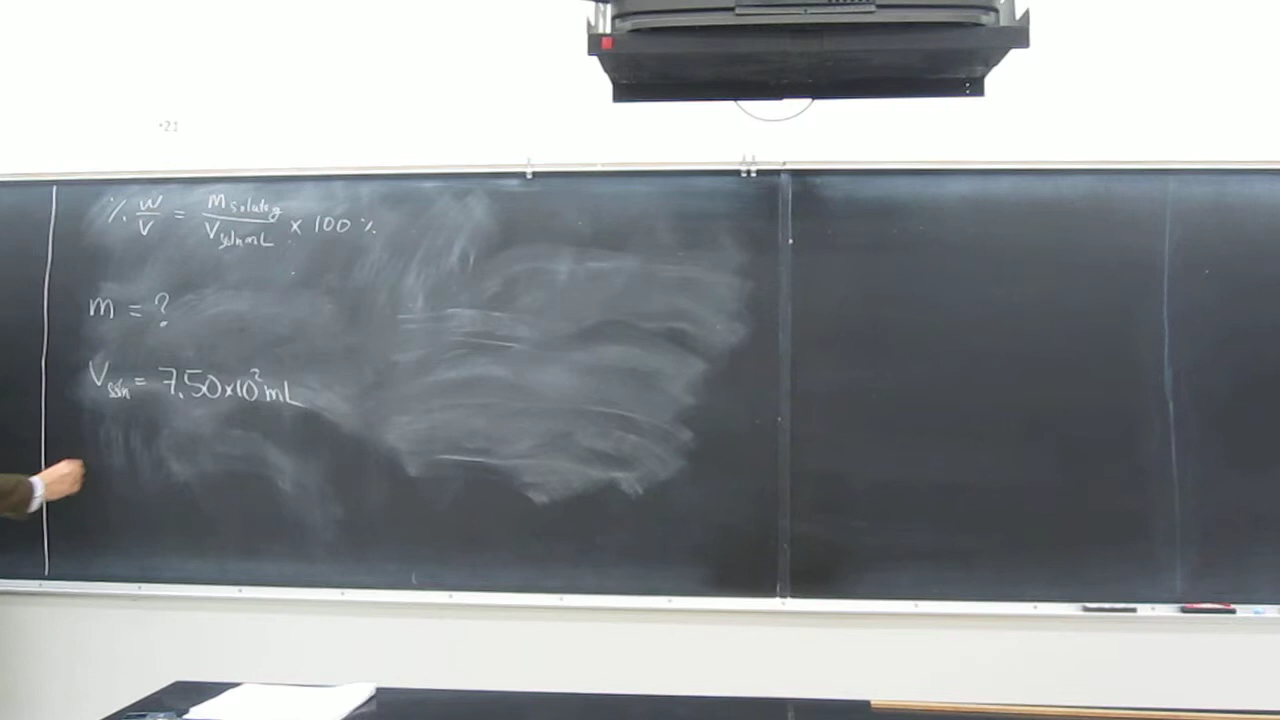 % W/V = m solute g / V soln mL × 100 %
m = ?
V soln = 7.50×10² mL